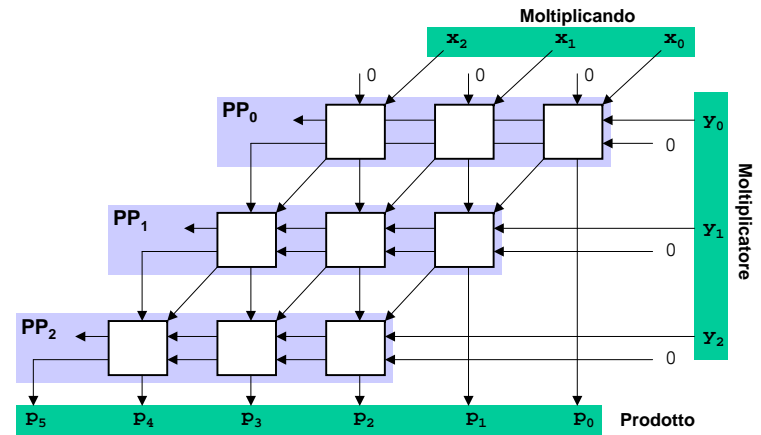 Moltiplicando
x2 x1 x0
0 0 0
PP0
Y0
0
Moltiplicatore
PP1
Y1
0
PP2
Y2
0
p5 p4 p3 p2 p1 p0
Prodotto